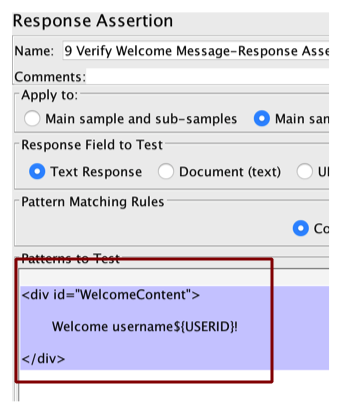 Response Assertion
Name: 9 Verify Welcome Message-Response Asse
Comments:
Apply to:
Main sample and sub-samples Main san
Response Field to Test
Text Response Document (text) U
Pattern Matching Rules
Co
Patterns to Test
<div id="WelcomeContent">
Welcome username${USERID}!
</div>